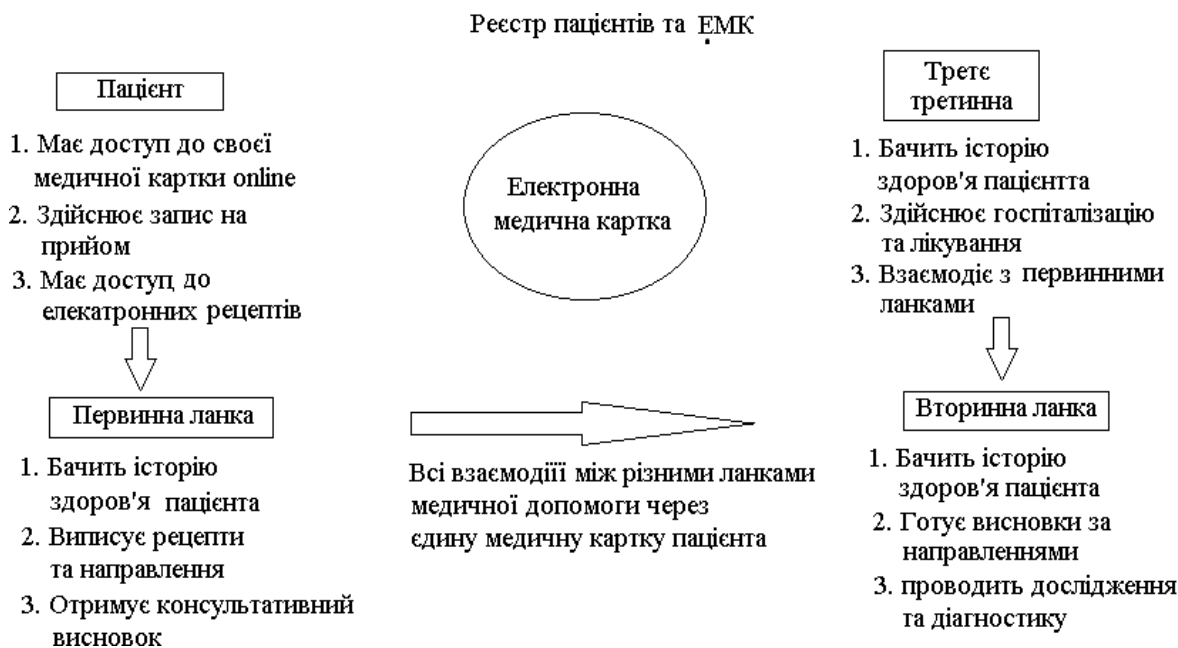 Реєстр пацієнтів та ЕМК
Пацієнт
1. Має доступ до своєї
медичної картки online
2. Здійснює запис на
прийом
3. Має доступ до
елекатронних рецептів
Електронна
медична картка
Третє
третинна
1. Бачить історію
здоров'я пацієнтта
2. Здійснює госпіталізацію
та лікування
3. Взаємодіє з первинними
ланками
Первинна ланка
1. Бачить історію
здоров'я пацієнта
2. Виписує рецепти
та направлення
3. Отримує консультативний
висновок
Всі взаємодіїї між різними ланками
медичної допомоги через
єдину медичну картку пацієнта
Вторинна ланка
1. Бачить історію
здоров'я пацієнта
2. Готує висновки за
направленнями
3. проводить дослідження
та діагностику